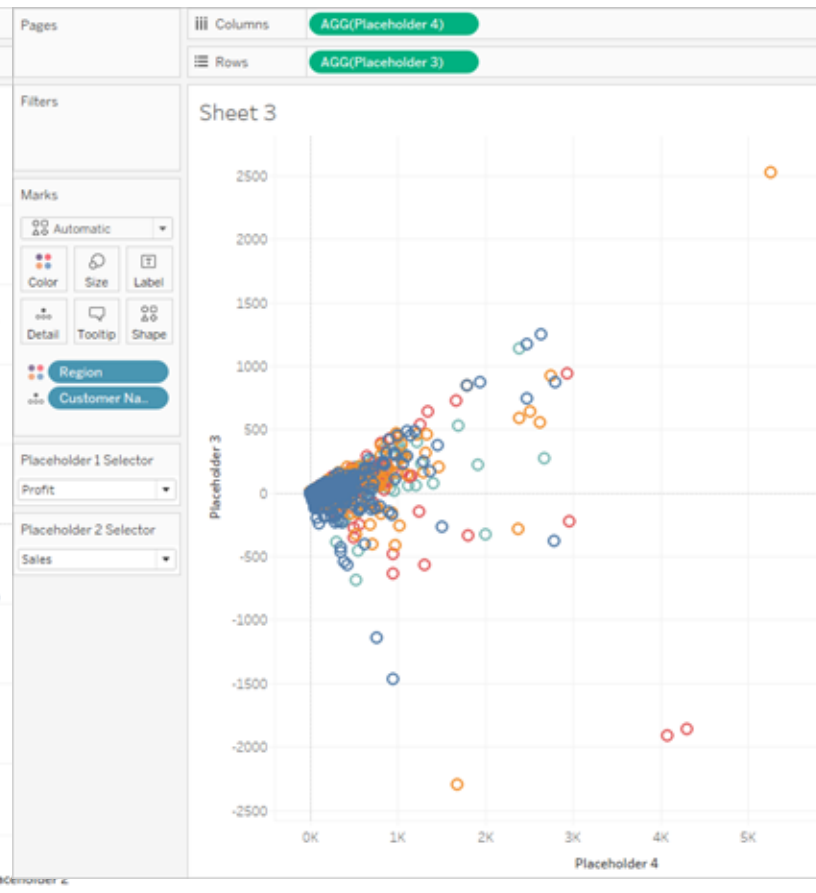 Pages
Columns AGG(Placeholder 4)
Rows AGG(Placeholder 3)
Filters
Sheet 3
Marks
Automatic
Color Size Label
Detail Tooltip Shape
Region
Customer Na..
Placeholder 1 Selector
Profit
Placeholder 2 Selector
Sales
Placeholder 3
2500
2000
1500
1000
500
0
-500
-1000
-1500
-2000
-2500
0K 1K 2K 3K 4K 5K
Placeholder 4